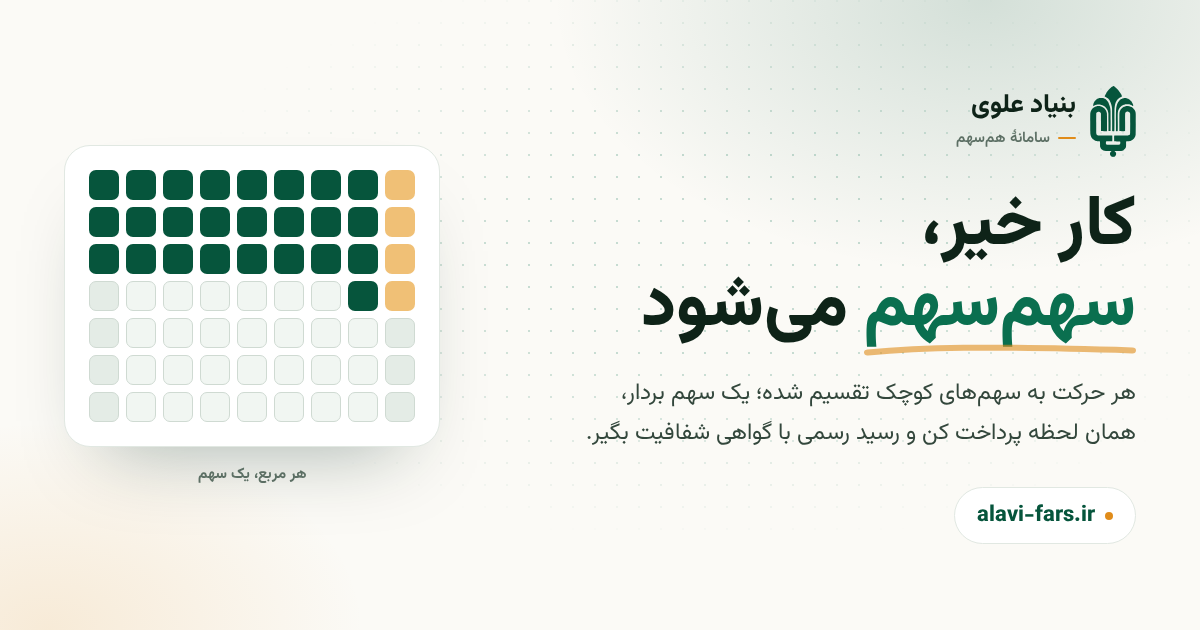 بنیاد علوی
سامانهٔ هم‌سهم
کار خیر،
سهم‌سهم می‌شود
هر حرکت به سهم‌های کوچک تقسیم شده؛ یک سهم بردار،
همان لحظه پرداخت کن و رسید رسمی با گواهی شفافیت بگیر.
alavi-fars.ir
هر مربع، یک سهم